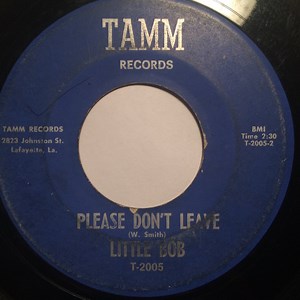 TAMM
RECORDS
TAMM RECORDS
2823 Johnston St.
Lafayette, La.
BMI
Time 2:30
T-2005-2
PLEASE DON'T LEAVE
(W. Smith)
LITTLE BOB
T-2005